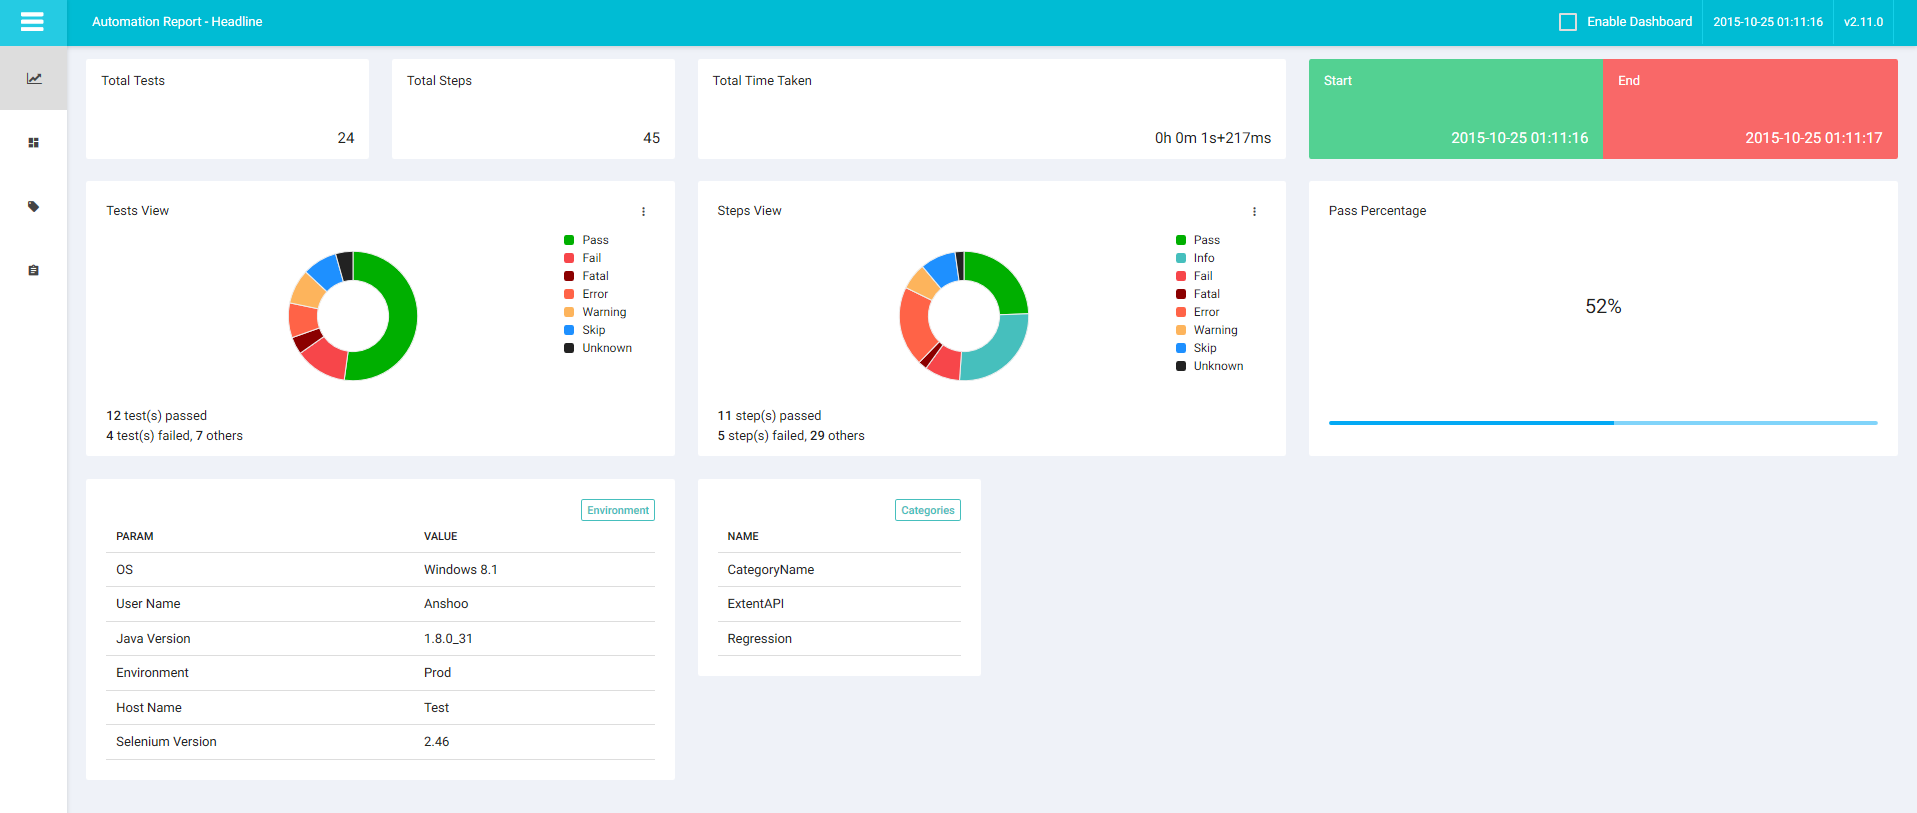 Automation Report - Headline
Enable Dashboard
2015-10-25 01:11:16
v2.11.0
Total Tests
24
Total Steps
45
Total Time Taken
0h 0m 1s+217ms
Start
2015-10-25 01:11:16
End
2015-10-25 01:11:17
Tests View
Pass
Fail
Fatal
Error
Warning
Skip
Unknown
12 test(s) passed
4 test(s) failed, 7 others
Steps View
Pass
Info
Fail
Fatal
Error
Warning
Skip
Unknown
11 step(s) passed
5 step(s) failed, 29 others
Pass Percentage
52%
Environment
PARAM VALUE
OS Windows 8.1
User Name Anshoo
Java Version 1.8.0_31
Environment Prod
Host Name Test
Selenium Version 2.46
Categories
NAME
CategoryName
ExtentAPI
Regression